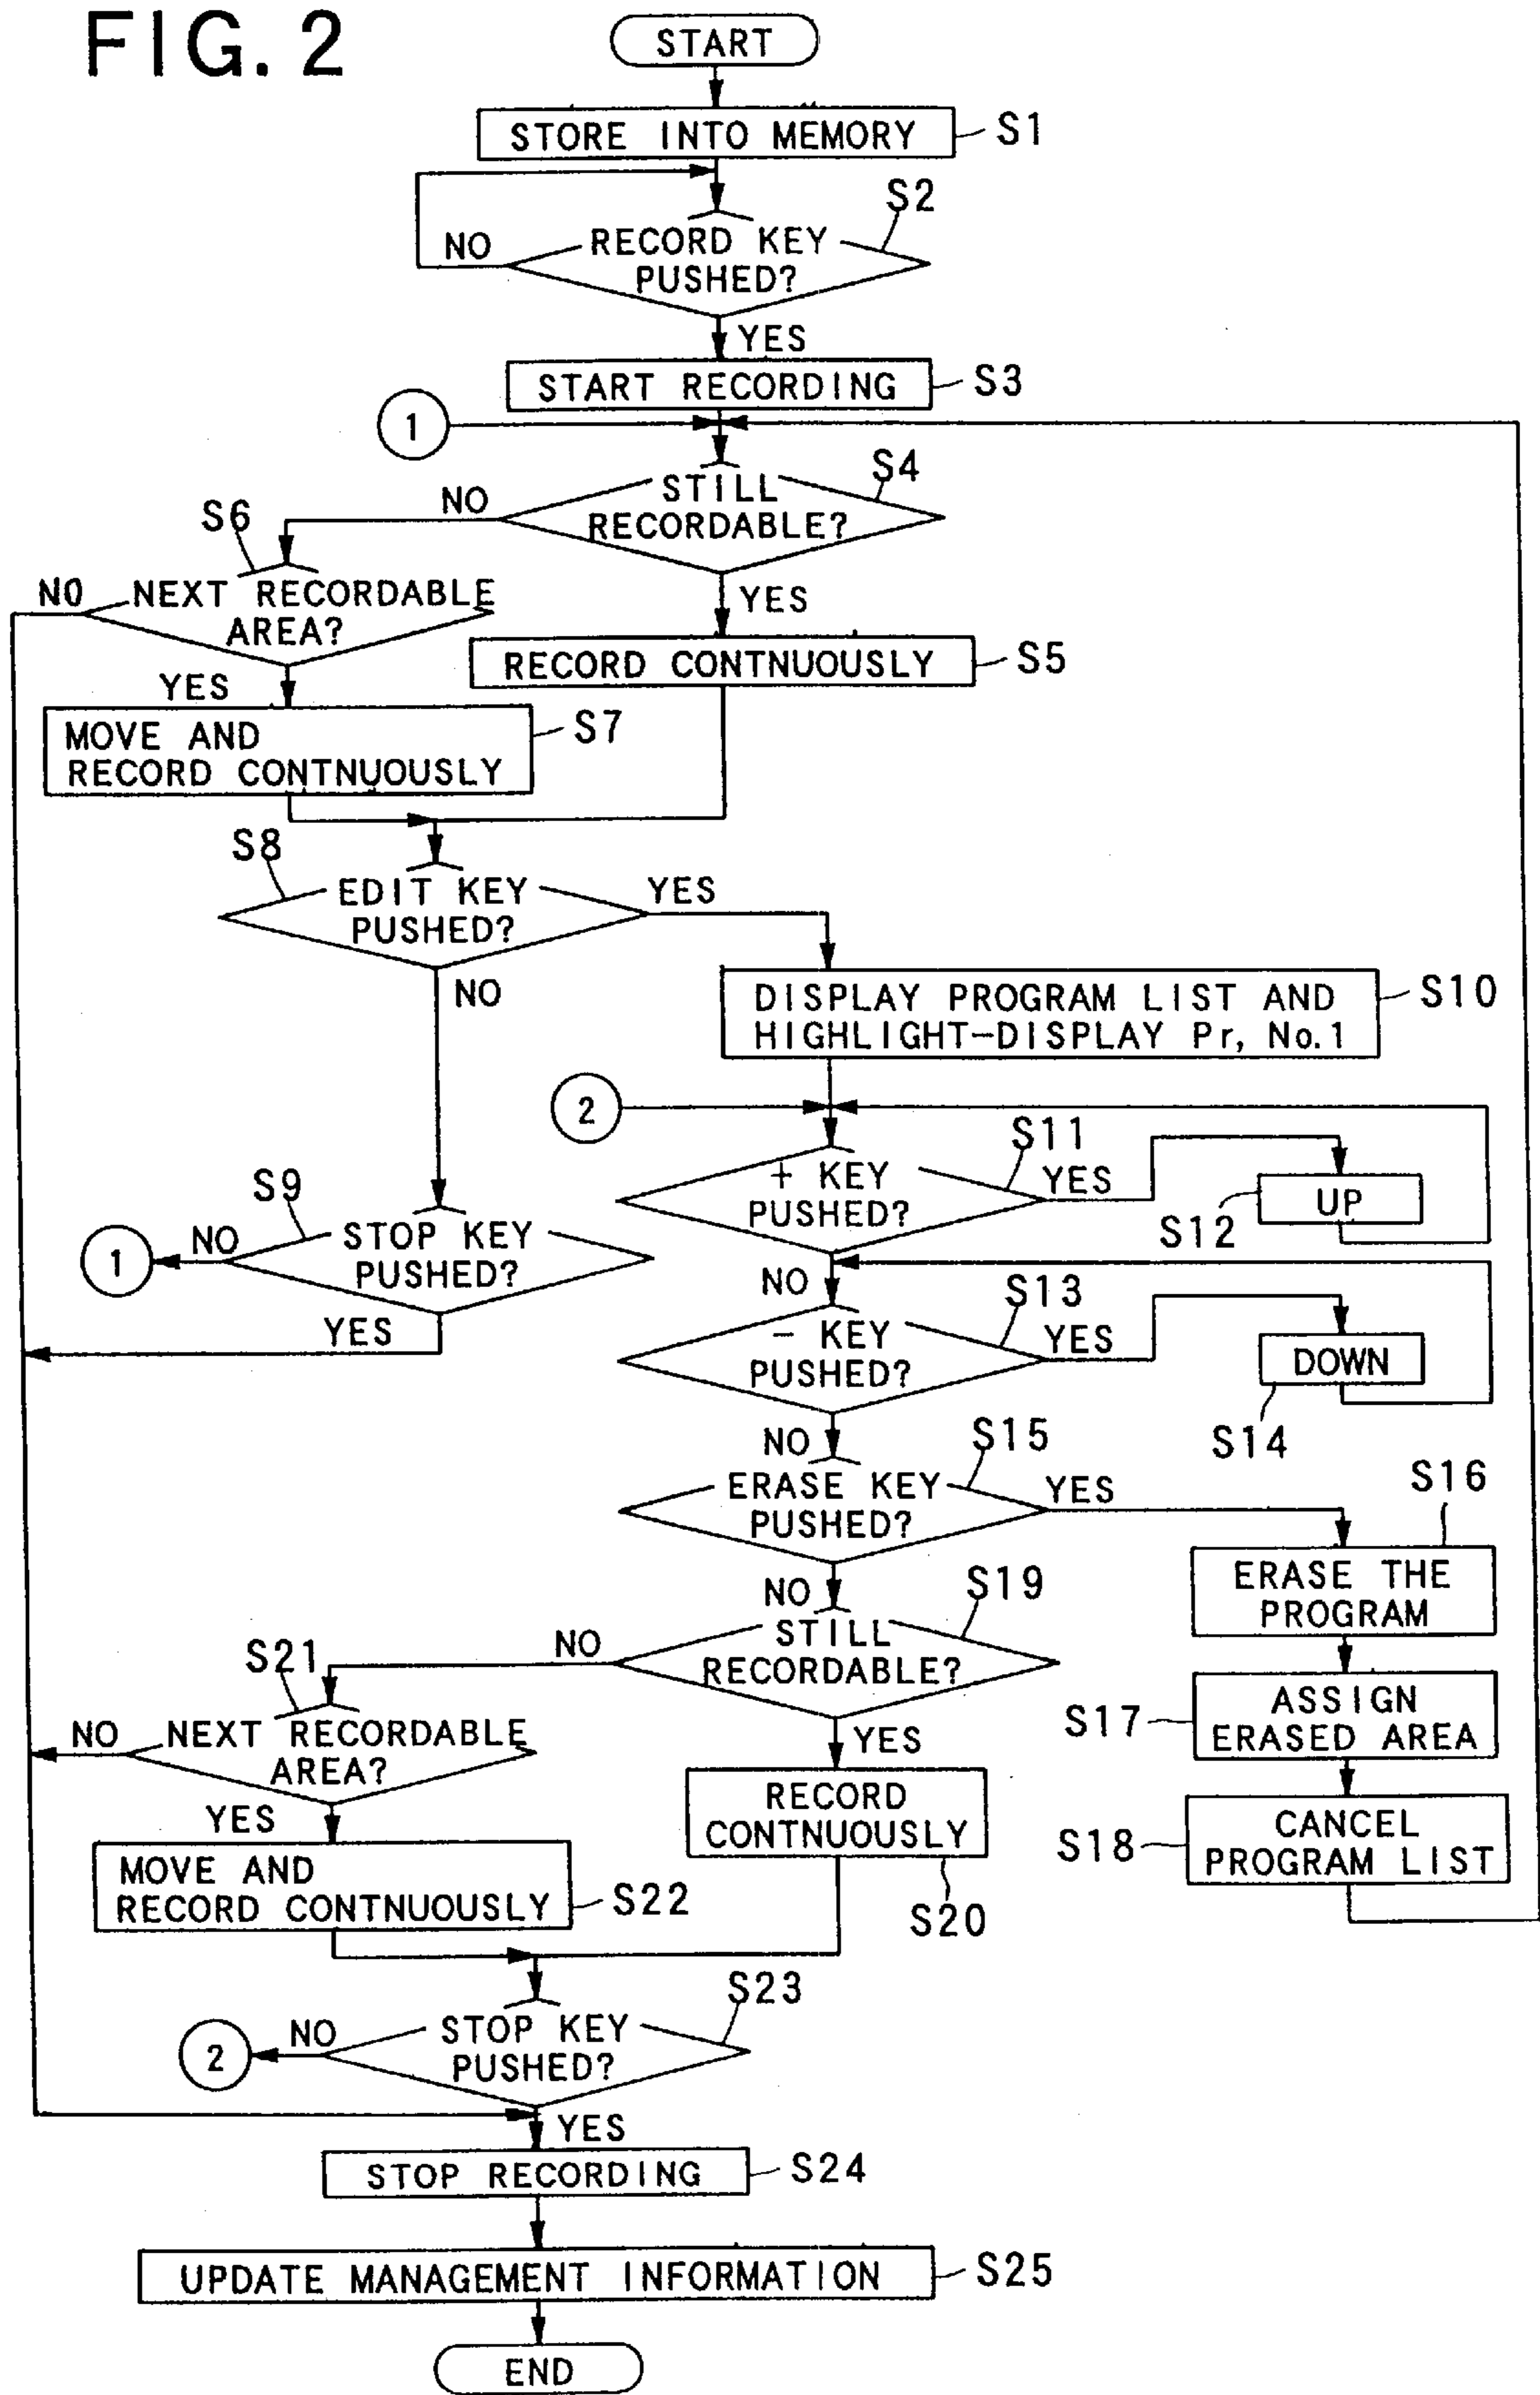 FIG. 2
START
STORE INTO MEMORY
S1
S2
NO
RECORD KEY
PUSHED?
YES
START RECORDING
S3
1
S4
STILL
RECORDABLE?
NO
S6
NO
NEXT RECORDABLE
AREA?
YES
YES
RECORD CONTNUOUSLY
S5
MOVE AND
RECORD CONTNUOUSLY
S7
S8
EDIT KEY
PUSHED?
YES
NO
DISPLAY PROGRAM LIST AND
HIGHLIGHT-DISPLAY Pr, No.1
S10
2
S11
+ KEY
PUSHED?
YES
UP
S12
S9
STOP KEY
PUSHED?
NO
1
YES
NO
S13
- KEY
PUSHED?
YES
DOWN
S14
NO
S15
ERASE KEY
PUSHED?
YES
S16
ERASE THE
PROGRAM
NO
S19
STILL
RECORDABLE?
NO
S21
NO
NEXT RECORDABLE
AREA?
YES
YES
S17
ASSIGN
ERASED AREA
RECORD
CONTNUOUSLY
S20
S18
CANCEL
PROGRAM LIST
MOVE AND
RECORD CONTNUOUSLY
S22
S23
STOP KEY
PUSHED?
NO
2
YES
STOP RECORDING
S24
UPDATE MANAGEMENT INFORMATION
S25
END